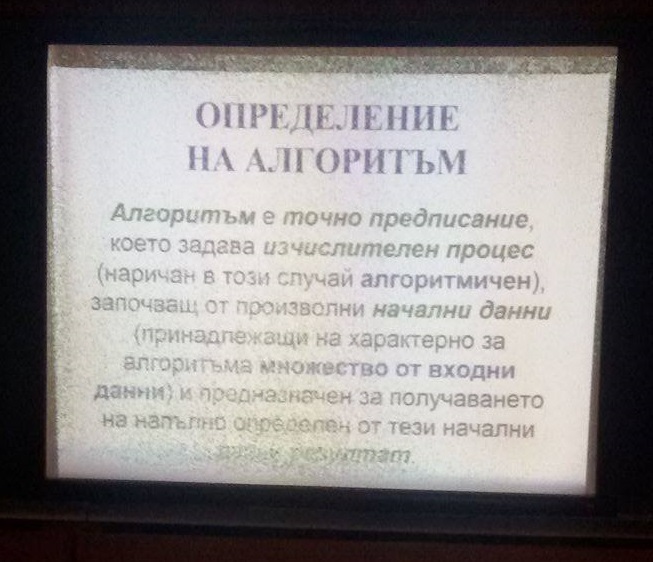 ОПРЕДЕЛЕНИЕ
НА АЛГОРИТЪМ
Алгоритъм е точно предписание,
което задава изчислителен процес
(наричан в този случай алгоритмичен),
започващ от произволни начални данни
(принадлежащи на характерно за
алгоритъма множество от входни
данни) и предназначен за получаването
на напълно определен от тези начални
данни резултат.